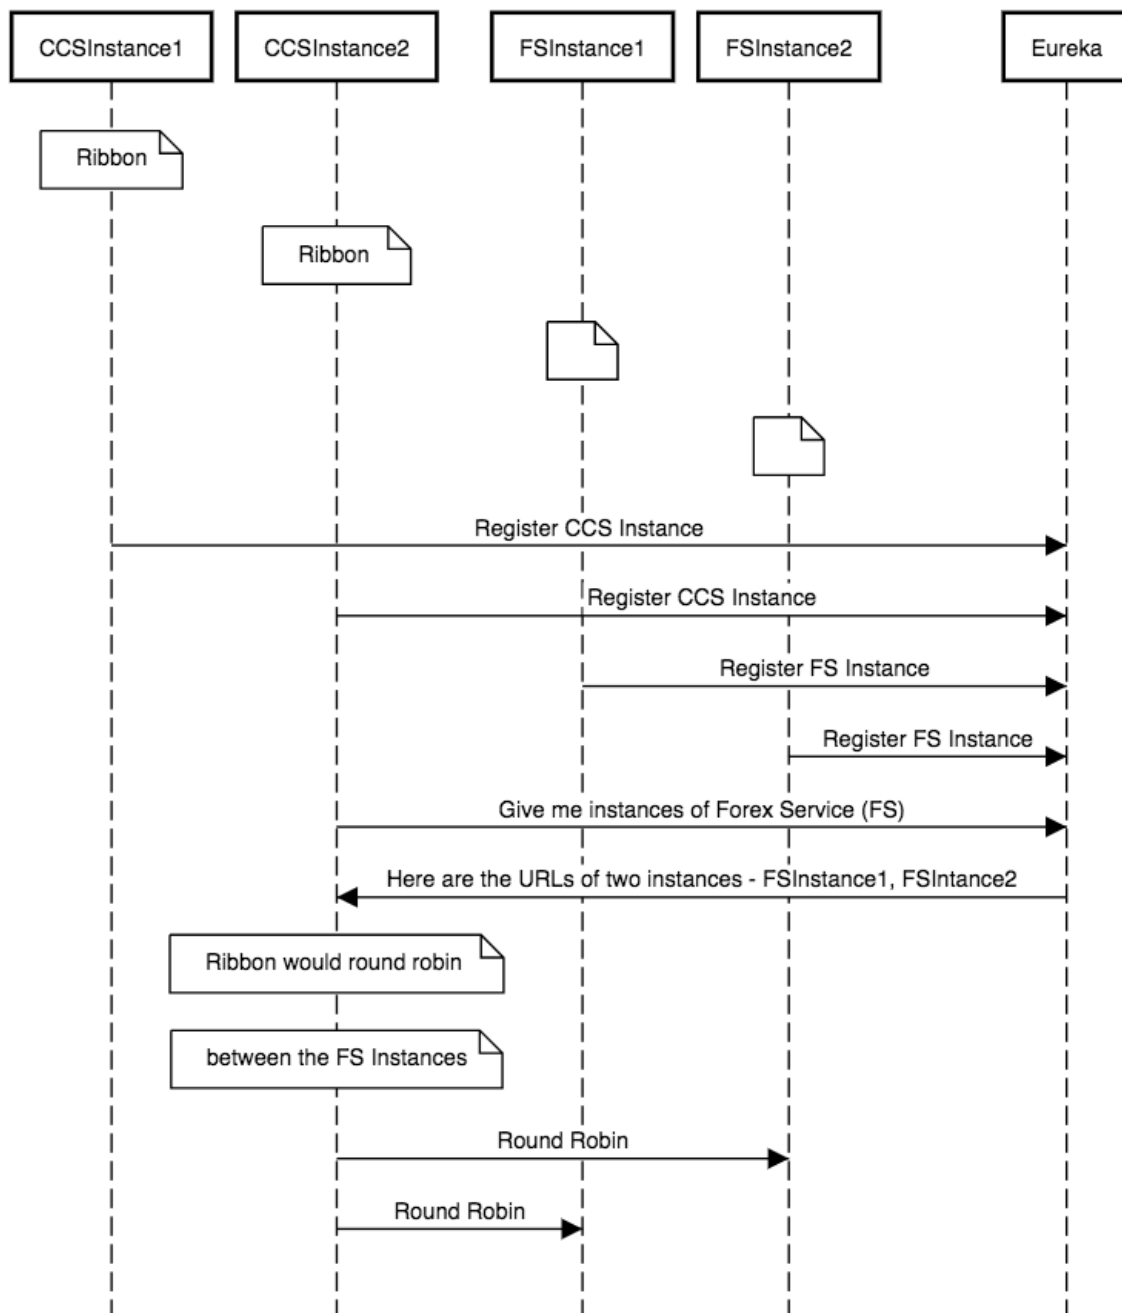 CCSInstance1
CCSInstance2
FSInstance1
FSInstance2
Eureka
Ribbon
Ribbon
Register CCS Instance
Register CCS Instance
Register FS Instance
Register FS Instance
Give me instances of Forex Service (FS)
Here are the URLs of two instances - FSInstance1, FSIntance2
Ribbon would round robin
between the FS Instances
Round Robin
Round Robin